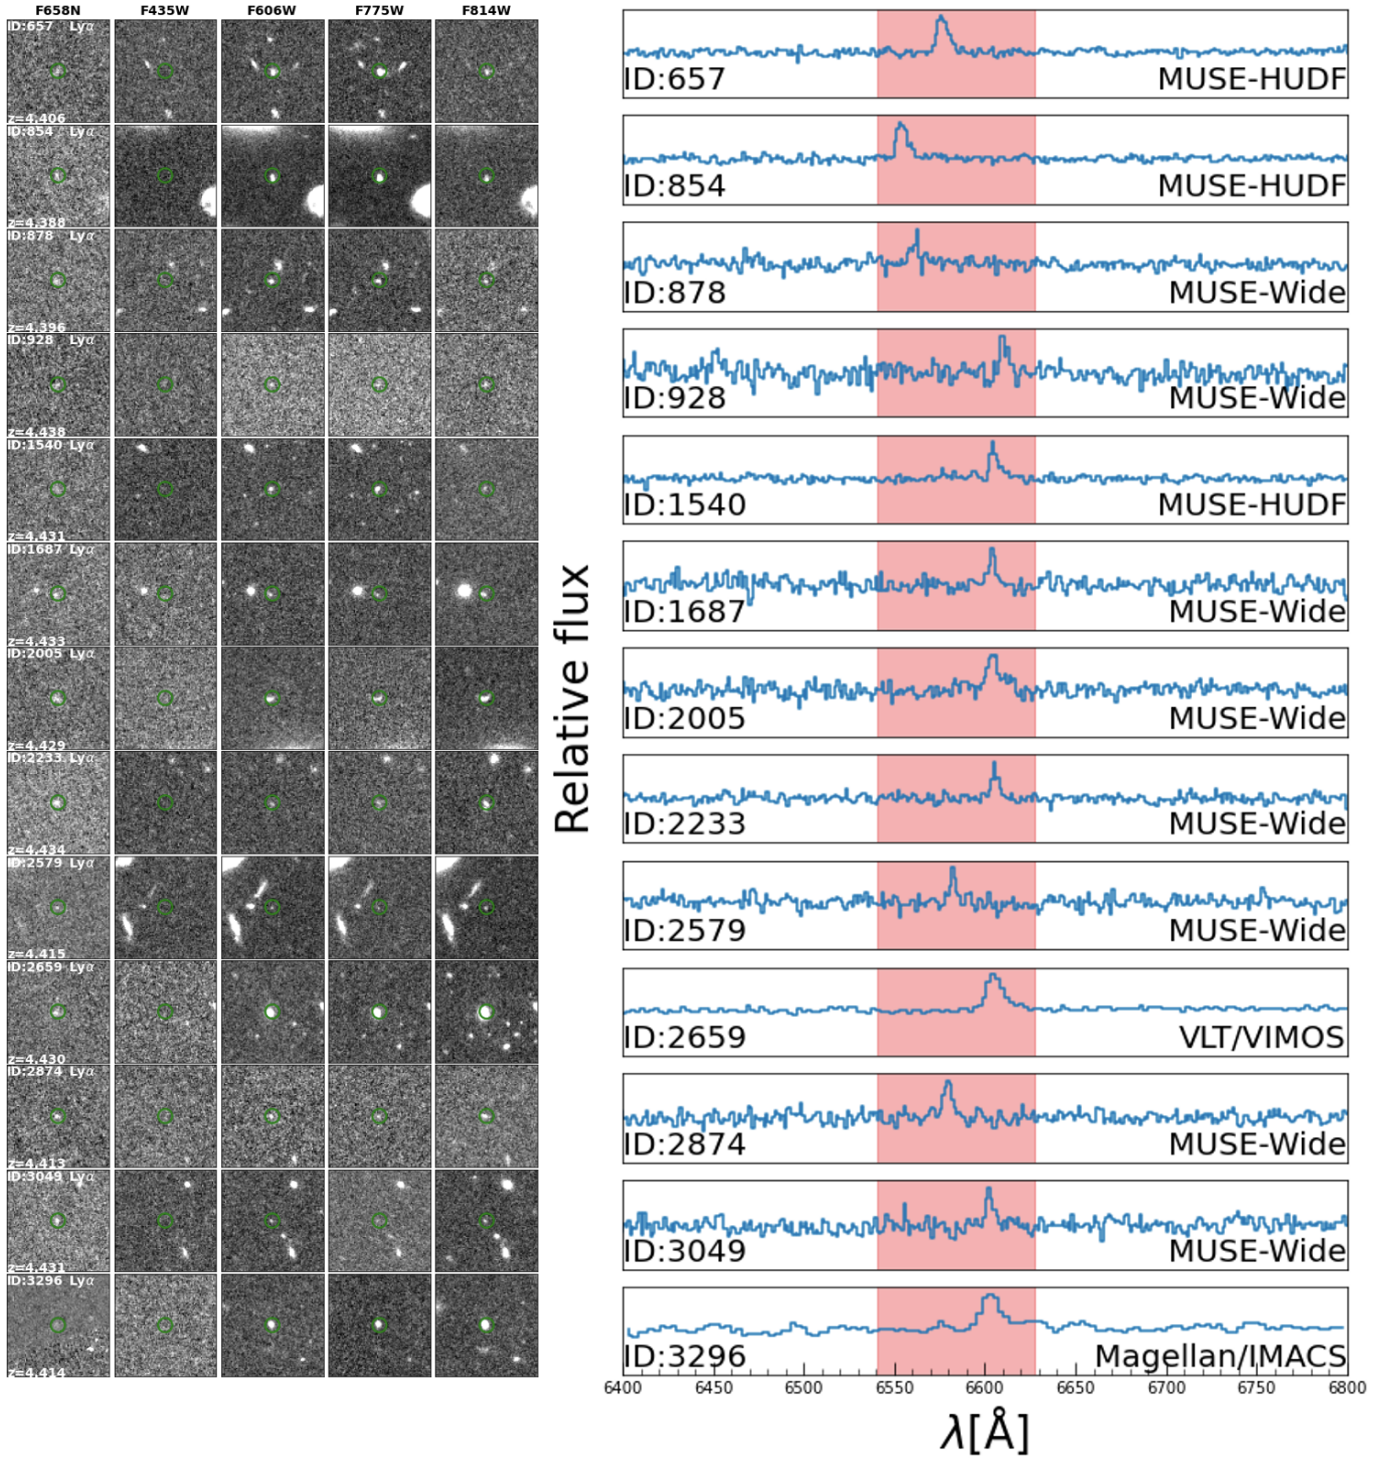 F658N F435W F606W F775W F814W
ID:657 Lyα
z=4.406
ID:854 Lyα
z=4.388
ID:878 Lyα
z=4.396
ID:928 Lyα
z=4.438
ID:1540 Lyα
z=4.431
ID:1687 Lyα
z=4.433
ID:2005 Lyα
z=4.429
ID:2233 Lyα
z=4.434
ID:2579 Lyα
z=4.415
ID:2659 Lyα
z=4.430
ID:2874 Lyα
z=4.413
ID:3049 Lyα
z=4.431
ID:3296 Lyα
z=4.414
Relative flux
ID:657 MUSE-HUDF
ID:854 MUSE-HUDF
ID:878 MUSE-Wide
ID:928 MUSE-Wide
ID:1540 MUSE-HUDF
ID:1687 MUSE-Wide
ID:2005 MUSE-Wide
ID:2233 MUSE-Wide
ID:2579 MUSE-Wide
ID:2659 VLT/VIMOS
ID:2874 MUSE-Wide
ID:3049 MUSE-Wide
ID:3296 Magellan/IMACS
6400 6450 6500 6550 6600 6650 6700 6750 6800
λ[Å]